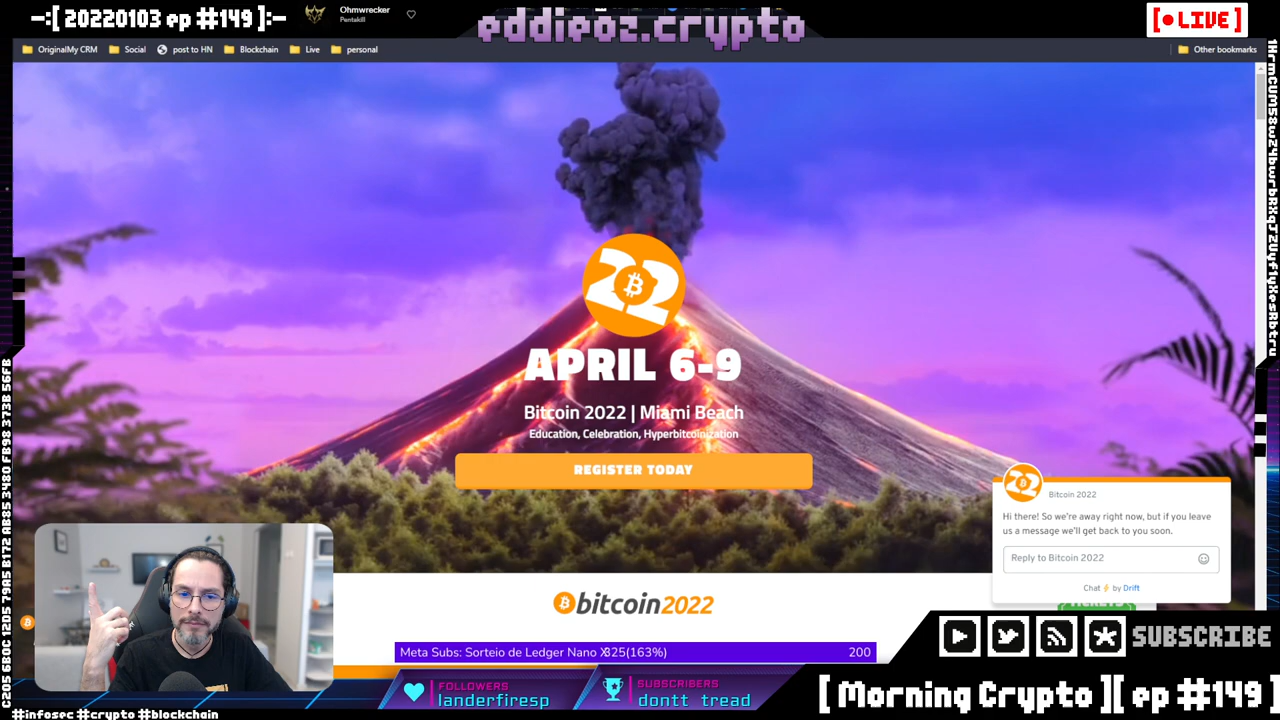 -:[ 20220103 ep #149 ]:-
Ohmwrecker
Pentakill
eddieoz.crypto
[• LIVE ]
OriginalMy CRM
Social
post to HN
Blockchain
Live
personal
Other bookmarks
22
APRIL 6-9
Bitcoin 2022 | Miami Beach
Education, Celebration, Hyperbitcoinization
REGISTER TODAY
Bitcoin 2022
Hi there! So we're away right now, but if you leave
us a message we'll get back to you soon.
Reply to Bitcoin 2022
Chat ⚡ by Drift
TICKETS
bitcoin2022
Meta Subs: Sorteio de Ledger Nano X
325(163%)
200
SUBSCRIBE
FOLLOWERS
landerfiresp
SUBSCRIBERS
dontt tread
[ Morning Crypto ][ ep #149 ]
#infosec #crypto #blockchain